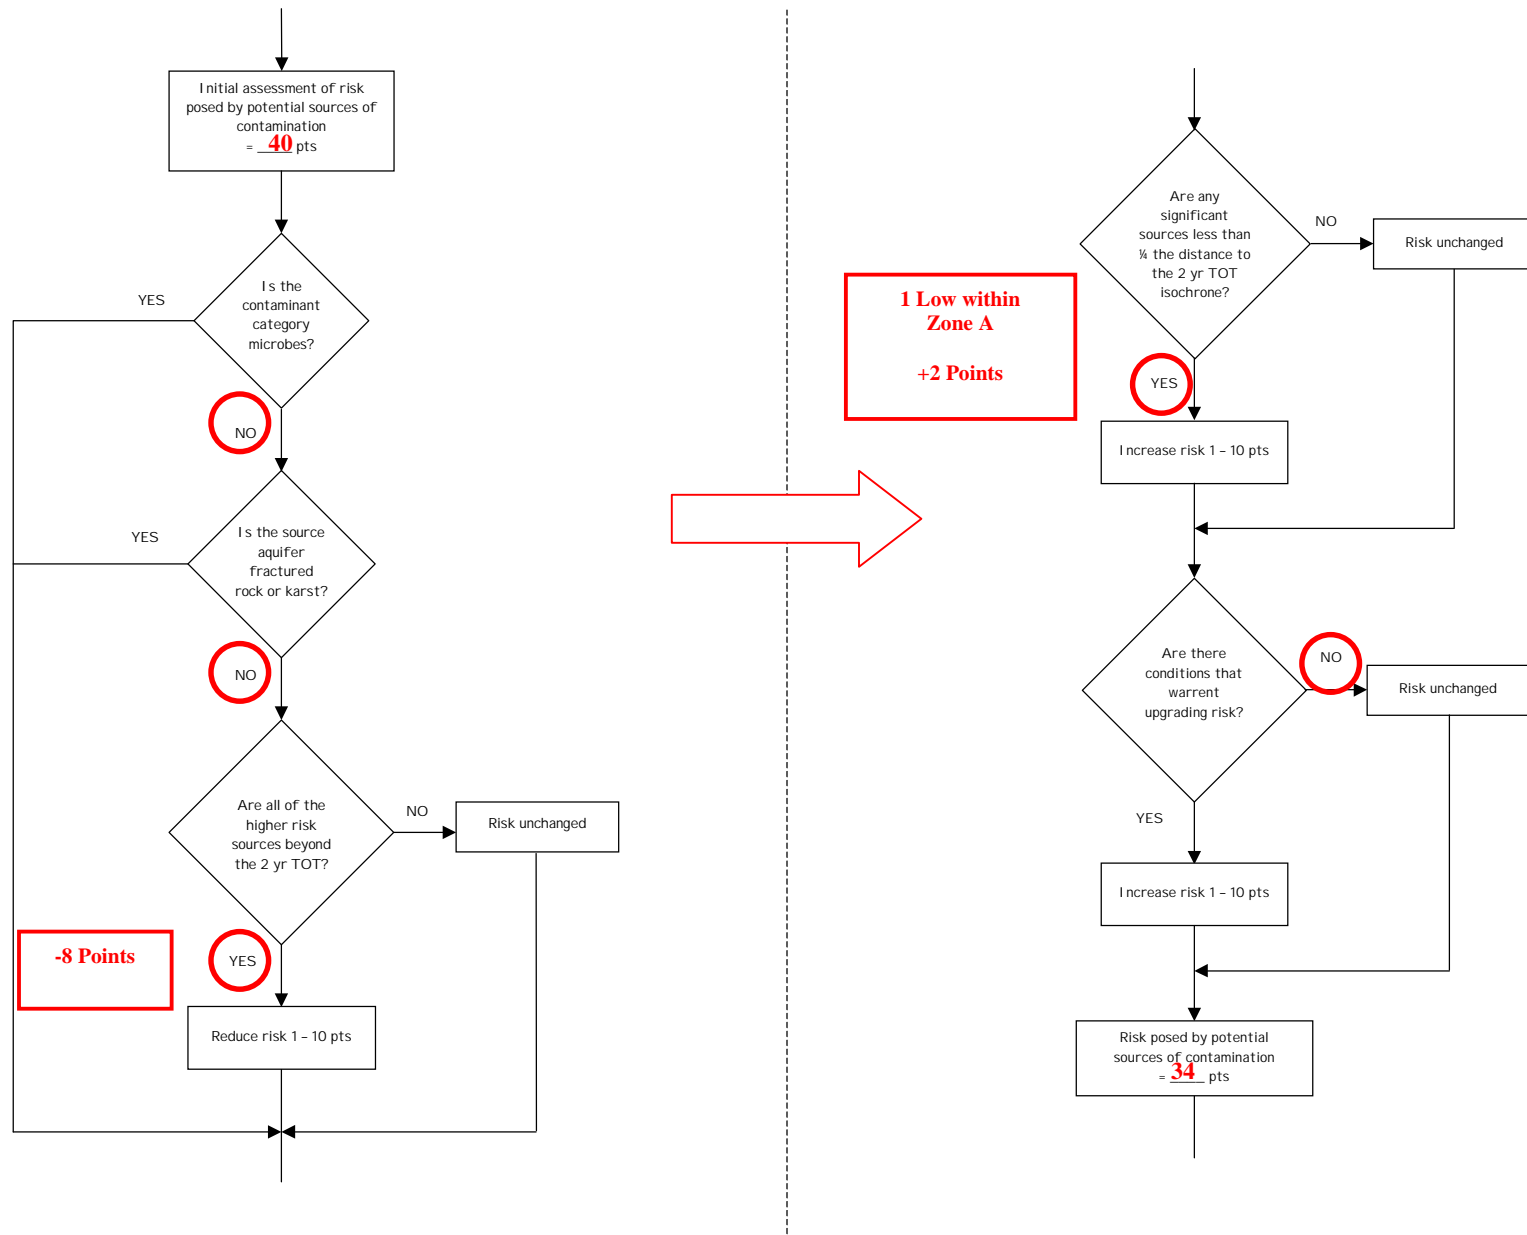 Initial assessment of risk
posed by potential sources of
contamination
= 40 pts
Is the
contaminant
category
microbes?
YES
NO
Is the source
aquifer
fractured
rock or karst?
YES
NO
Are all of the
higher risk
sources beyond
the 2 yr TOT?
NO
Risk unchanged
YES
-8 Points
Reduce risk 1 – 10 pts
Are any
significant
sources less than
¼ the distance to
the 2 yr TOT
isochrone?
NO
Risk unchanged
1 Low within
Zone A
+2 Points
YES
Increase risk 1 – 10 pts
Are there
conditions that
warrent
upgrading risk?
NO
Risk unchanged
YES
Increase risk 1 – 10 pts
Risk posed by potential
sources of contamination
= 34 pts